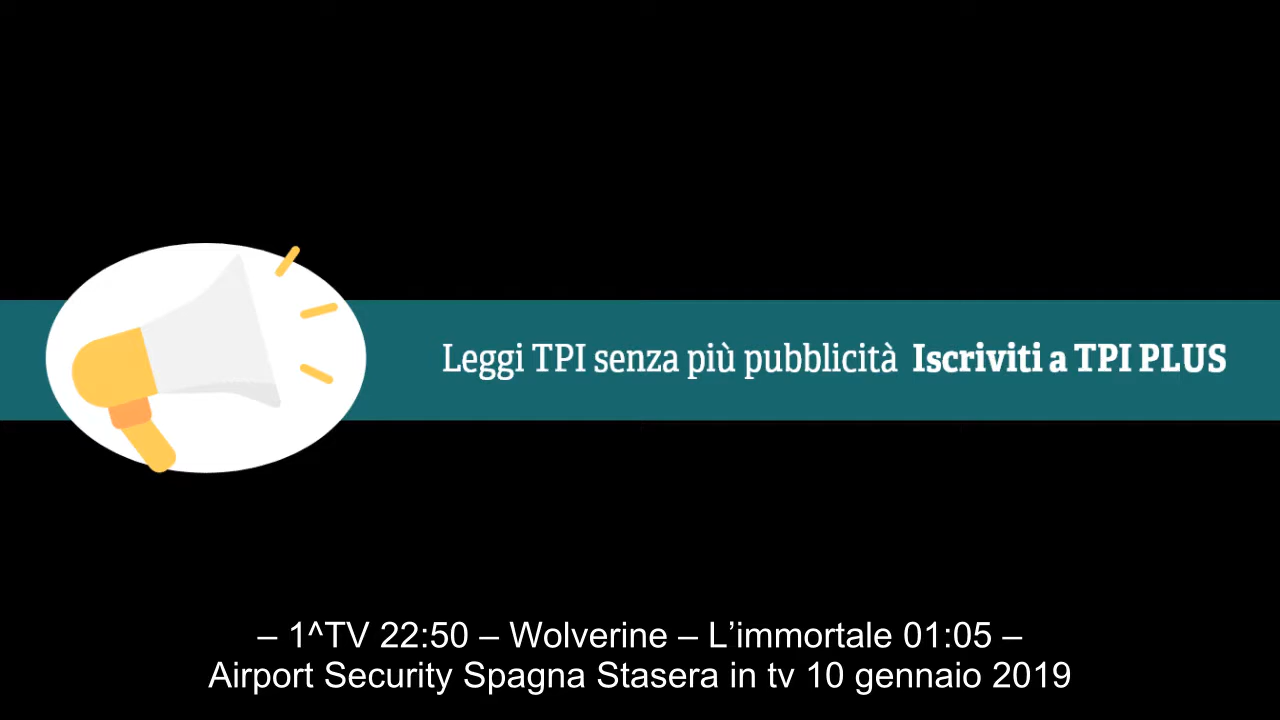 Leggi TPI senza più pubblicità Iscriviti a TPI PLUS
– 1^TV 22:50 – Wolverine – L’immortale 01:05 –
Airport Security Spagna Stasera in tv 10 gennaio 2019